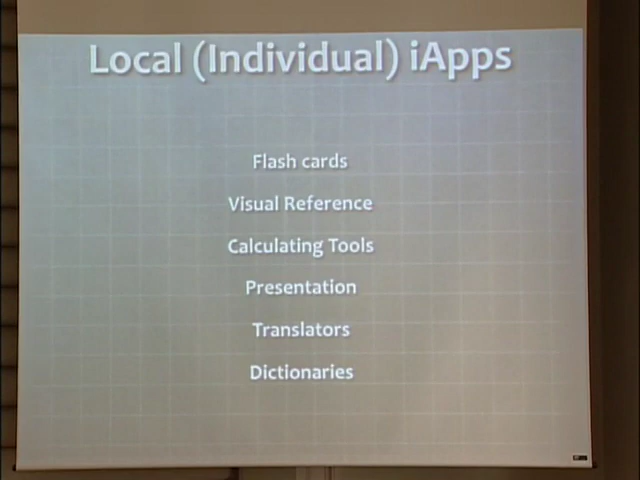 Local (Individual) iApps
Flash cards
Visual Reference
Calculating Tools
Presentation
Translators
Dictionaries